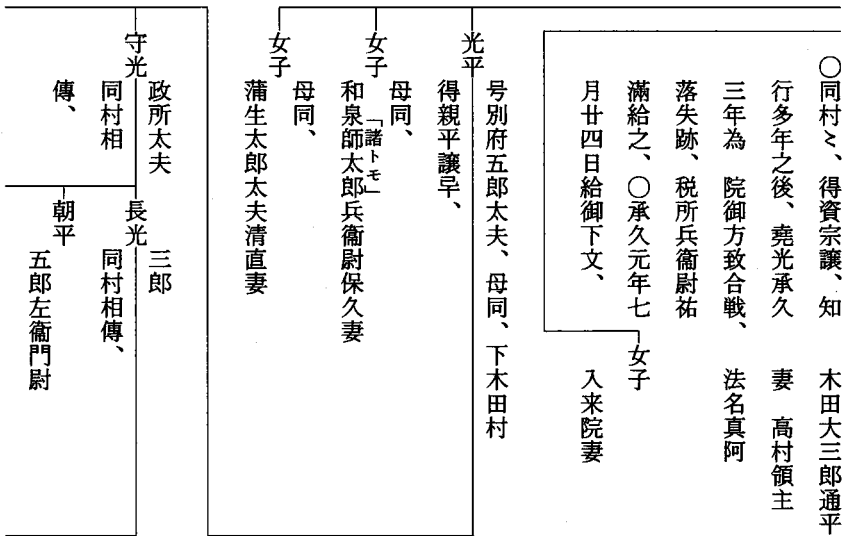 ○同村〻、得資宗譲、知
行多年之後、堯光承久
三年為　院御方致合戦、
落失跡、税所兵衞尉祐
滿給之、○承久元年七
月廿四日給御下文、
木田大三郎通平
妻　高村領主
法名真阿
女子
入来院妻
光平
号別府五郎太夫、母同、下木田村
得親平譲早、
女子
母同、
「諸トモ」
和泉師太郎兵衞尉保久妻
女子
母同、
蒲生太郎太夫清直妻
守光
政所太夫
同村相
傳、
長光
三郎
同村相傳、
朝平
五郎左衞門尉